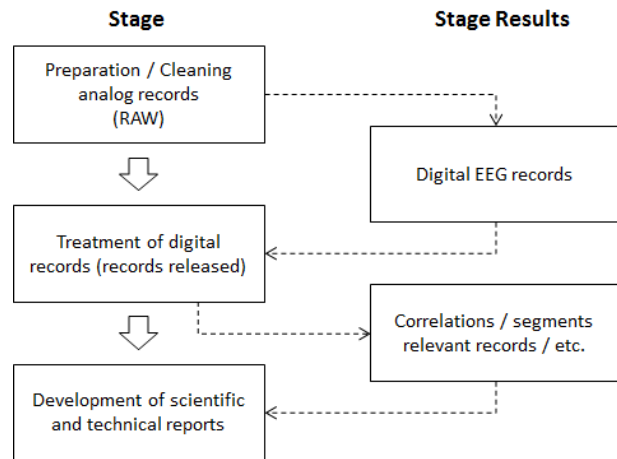 Stage
Stage Results
Preparation / Cleaning
analog records
(RAW)
Digital EEG records
Treatment of digital
records (records released)
Correlations / segments
relevant records / etc.
Development of scientific
and technical reports